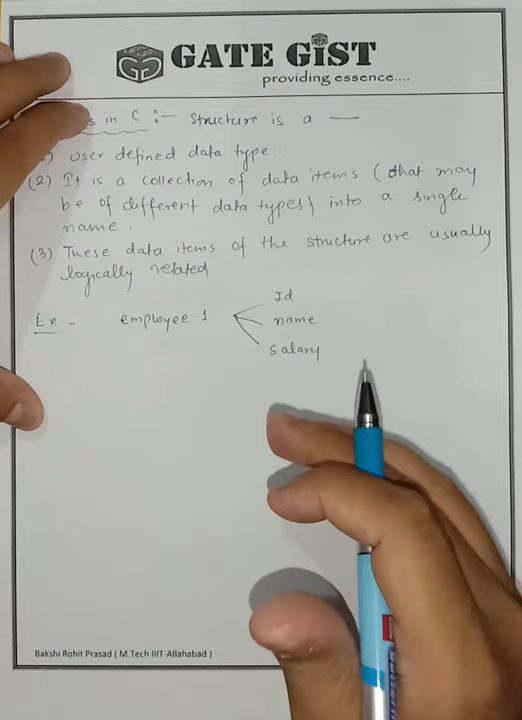 GATE GIST
providing essence....
s in C :- Structure is a —
1) User defined data type.
(2) It is a collection of data items (that may
be of different data types) into a single
name.
(3) These data items of the structure are usually
logically related
Id
Ex - employee-1 name
salary
Bakshi Rohit Prasad ( M.Tech IIIT-Allahabad )